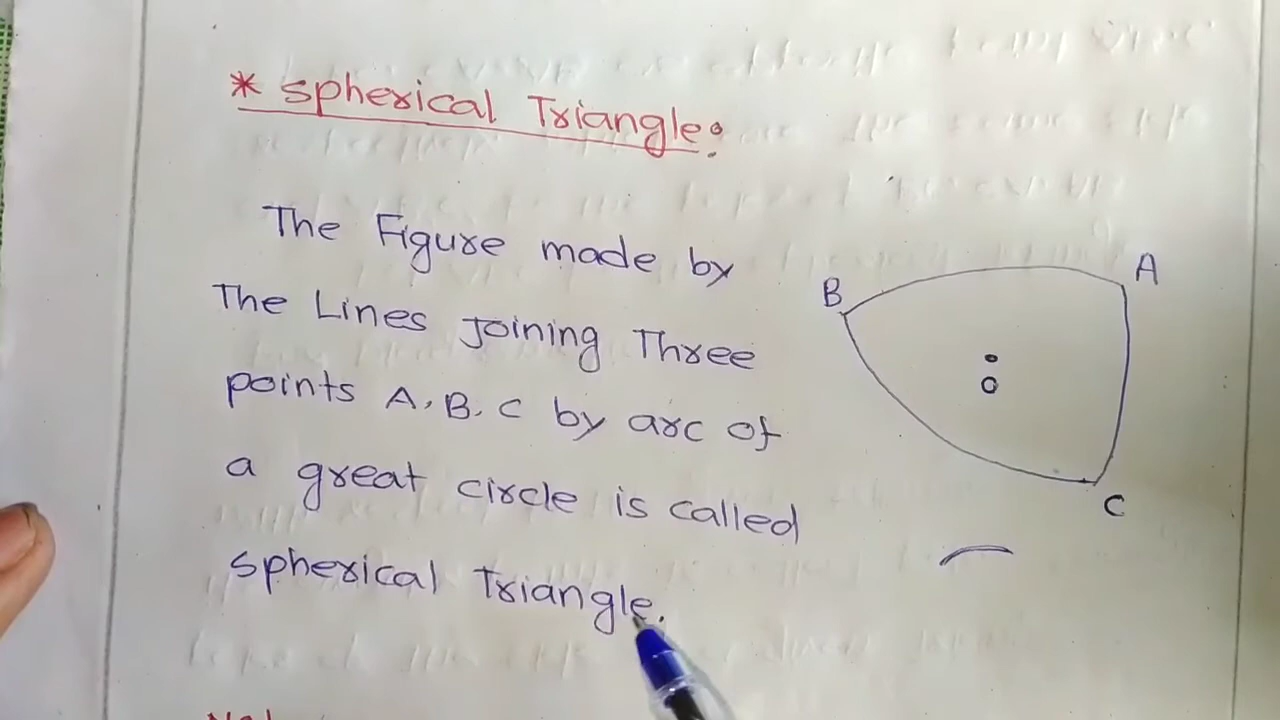 * Spherical Triangle:
The Figure made by
The Lines Joining Three
points A, B, C by arc of
a great circle is called
spherical Triangle.
A
B
O
C